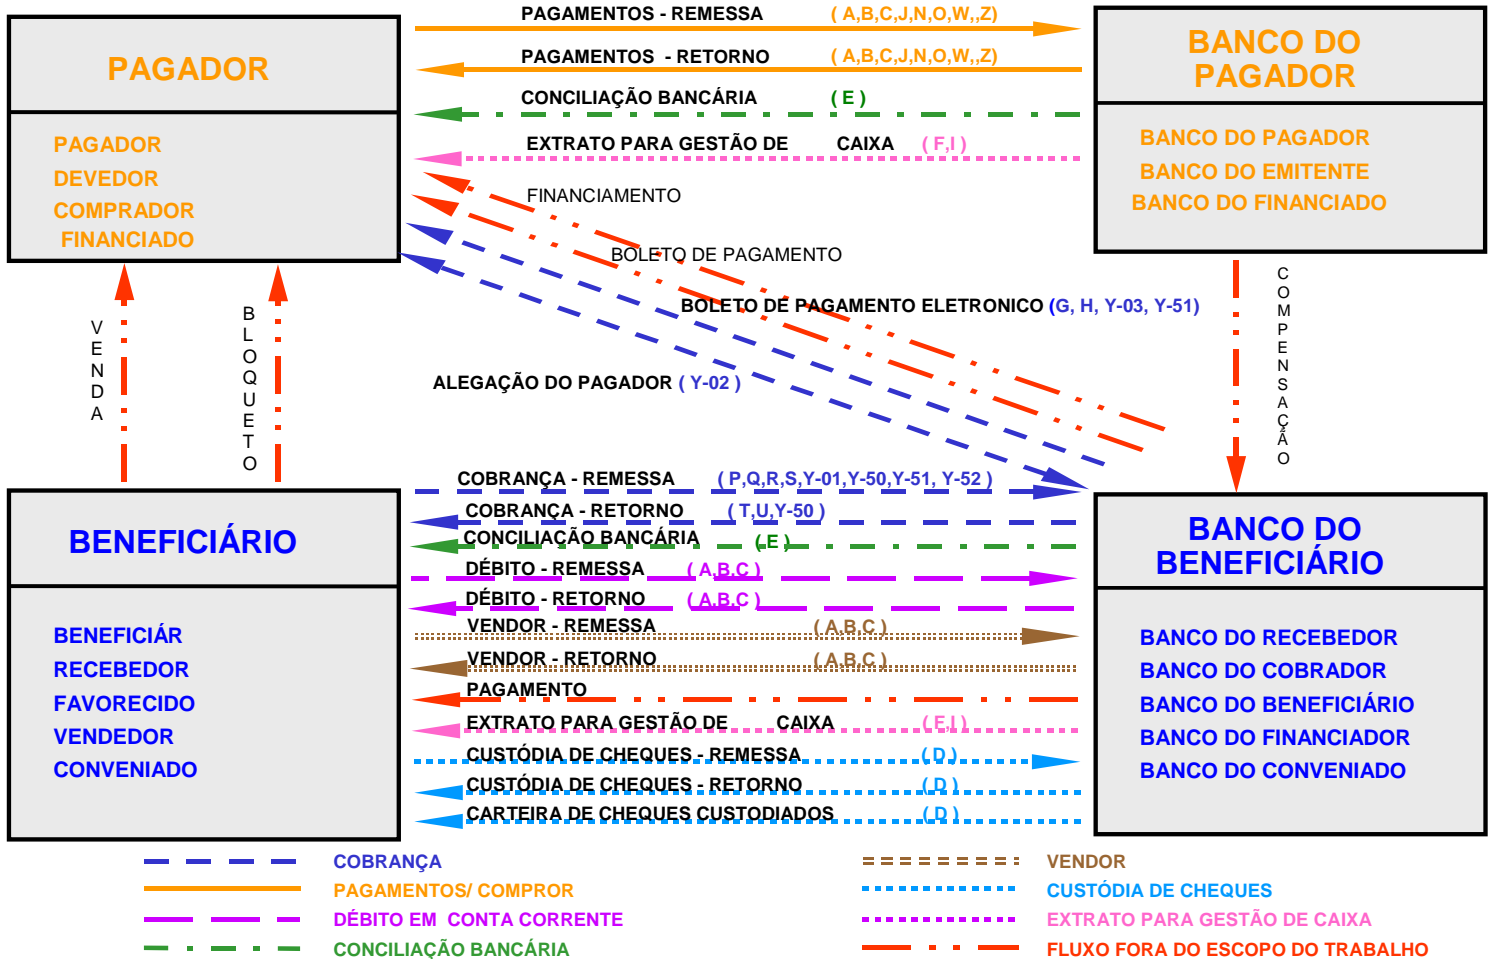 PAGADOR
PAGADOR
DEVEDOR
COMPRADOR
FINANCIADO
PAGAMENTOS - REMESSA ( A,B,C,J,N,O,W,,Z)
PAGAMENTOS - RETORNO ( A,B,C,J,N,O,W,,Z)
CONCILIAÇÃO BANCÁRIA ( E )
EXTRATO PARA GESTÃO DE CAIXA ( F,I )
FINANCIAMENTO
BOLETO DE PAGAMENTO
BOLETO DE PAGAMENTO ELETRONICO (G, H, Y-03, Y-51)
ALEGAÇÃO DO PAGADOR ( Y-02 )
BANCO DO
PAGADOR
BANCO DO PAGADOR
BANCO DO EMITENTE
BANCO DO FINANCIADO
VENDA
BLOQUETO
COMPENSAÇÃO
BENEFICIÁRIO
BENEFICIÁR
RECEBEDOR
FAVORECIDO
VENDEDOR
CONVENIADO
COBRANÇA - REMESSA ( P,Q,R,S,Y-01,Y-50,Y-51, Y-52 )
COBRANÇA - RETORNO ( T,U,Y-50 )
CONCILIAÇÃO BANCÁRIA ( E )
DÉBITO - REMESSA ( A,B,C )
DÉBITO - RETORNO ( A,B,C )
VENDOR - REMESSA ( A,B,C )
VENDOR - RETORNO ( A,B,C )
PAGAMENTO
EXTRATO PARA GESTÃO DE CAIXA ( F,I )
CUSTÓDIA DE CHEQUES - REMESSA ( D )
CUSTÓDIA DE CHEQUES - RETORNO ( D )
CARTEIRA DE CHEQUES CUSTODIADOS ( D )
BANCO DO
BENEFICIÁRIO
BANCO DO RECEBEDOR
BANCO DO COBRADOR
BANCO DO BENEFICIÁRIO
BANCO DO FINANCIADOR
BANCO DO CONVENIADO
COBRANÇA
PAGAMENTOS/ COMPROR
DÉBITO EM CONTA CORRENTE
CONCILIAÇÃO BANCÁRIA
VENDOR
CUSTÓDIA DE CHEQUES
EXTRATO PARA GESTÃO DE CAIXA
FLUXO FORA DO ESCOPO DO TRABALHO